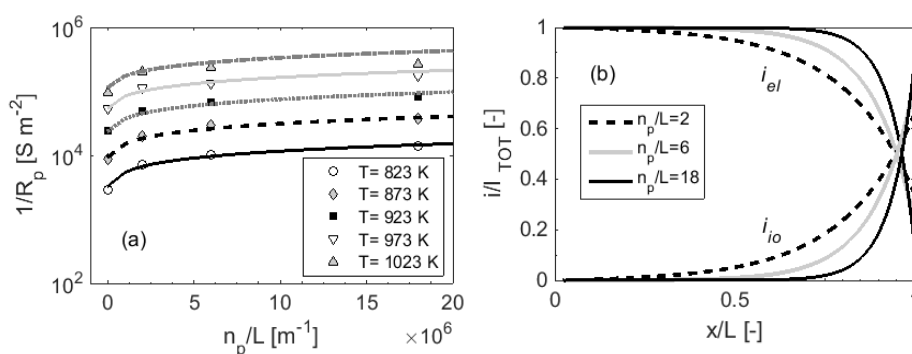 10^6
10^4
10^2
1/R_p [S m^-2]
(a)
T= 823 K
T= 873 K
T= 923 K
T= 973 K
T= 1023 K
0 5 10 15 20
n_p/L [m^-1] ×10^6
1
0.8
0.6
0.4
0.2
0
i/I_TOT [-]
(b)
i_el
n_p/L=2
n_p/L=6
n_p/L=18
i_io
0.5 1
x/L [-]